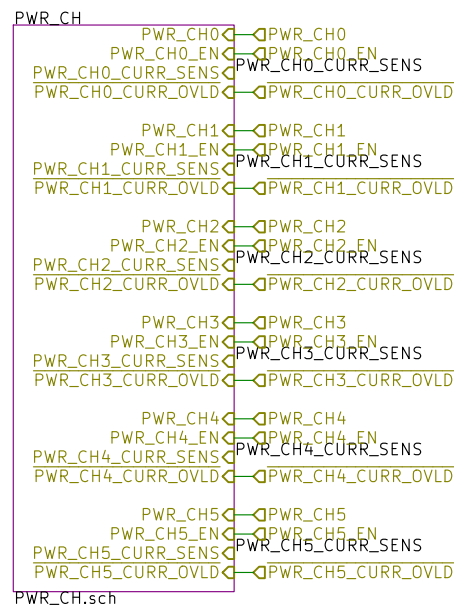 PWR_CH
PWR_CH0 PWR_CH0
PWR_CH0_EN PWR_CH0_EN
PWR_CH0_CURR_SENS PWR_CH0_CURR_SENS
PWR_CH0_CURR_OVLD PWR_CH0_CURR_OVLD
PWR_CH1 PWR_CH1
PWR_CH1_EN PWR_CH1_EN
PWR_CH1_CURR_SENS PWR_CH1_CURR_SENS
PWR_CH1_CURR_OVLD PWR_CH1_CURR_OVLD
PWR_CH2 PWR_CH2
PWR_CH2_EN PWR_CH2_EN
PWR_CH2_CURR_SENS PWR_CH2_CURR_SENS
PWR_CH2_CURR_OVLD PWR_CH2_CURR_OVLD
PWR_CH3 PWR_CH3
PWR_CH3_EN PWR_CH3_EN
PWR_CH3_CURR_SENS PWR_CH3_CURR_SENS
PWR_CH3_CURR_OVLD PWR_CH3_CURR_OVLD
PWR_CH4 PWR_CH4
PWR_CH4_EN PWR_CH4_EN
PWR_CH4_CURR_SENS PWR_CH4_CURR_SENS
PWR_CH4_CURR_OVLD PWR_CH4_CURR_OVLD
PWR_CH5 PWR_CH5
PWR_CH5_EN PWR_CH5_EN
PWR_CH5_CURR_SENS PWR_CH5_CURR_SENS
PWR_CH5_CURR_OVLD PWR_CH5_CURR_OVLD
PWR_CH.sch